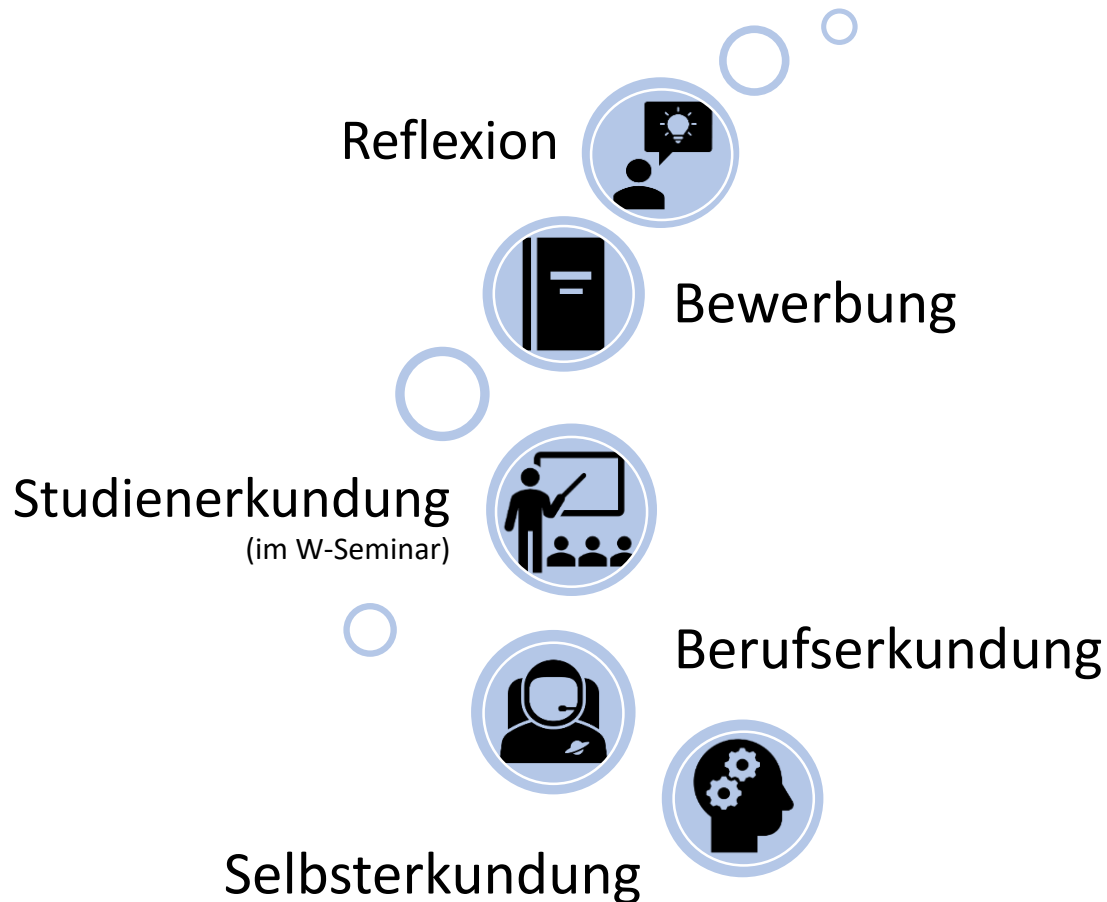 Reflexion
Bewerbung
Studienerkundung
(im W-Seminar)
Berufserkundung
Selbsterkundung